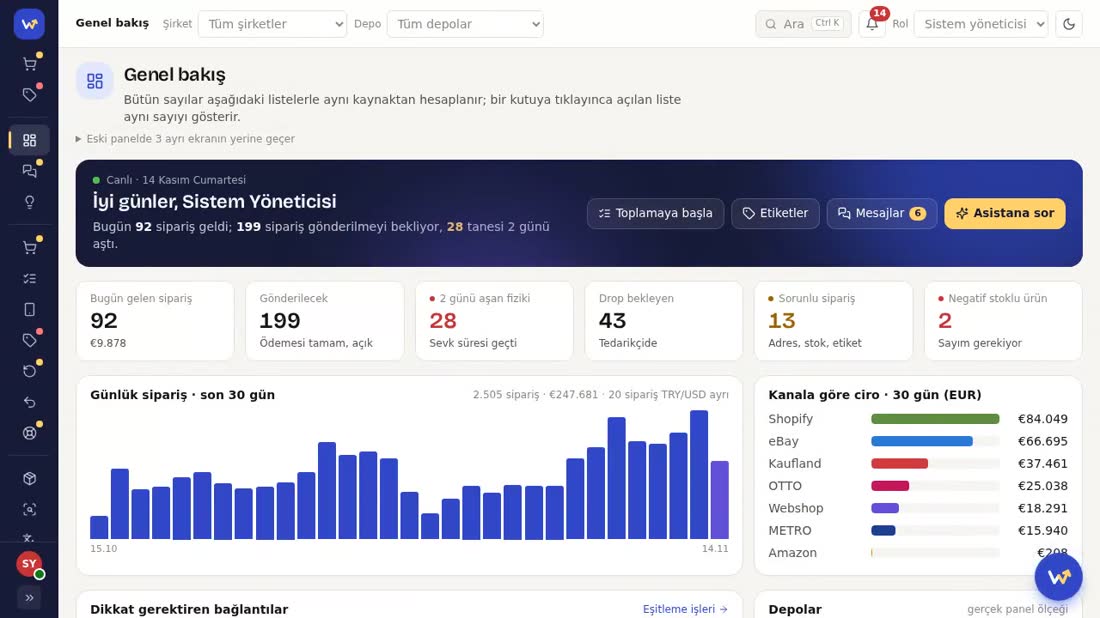 Genel bakış
Şirket
Tüm şirketler
Depo
Tüm depolar
Ara
Ctrl K
14
Rol
Sistem yöneticisi
Genel bakış
Bütün sayılar aşağıdaki listelerle aynı kaynaktan hesaplanır; bir kutuya tıklayınca açılan liste
aynı sayıyı gösterir.
Eski panelde 3 ayrı ekranın yerine geçer
Canlı · 14 Kasım Cumartesi
İyi günler, Sistem Yöneticisi
Bugün 92 sipariş geldi; 199 sipariş gönderilmeyi bekliyor, 28 tanesi 2 günü
aştı.
Toplamaya başla
Etiketler
Mesajlar 6
Asistana sor
Bugün gelen sipariş
92
€9.878
Gönderilecek
199
Ödemesi tamam, açık
2 günü aşan fiziki
28
Sevk süresi geçti
Drop bekleyen
43
Tedarikçide
Sorunlu sipariş
13
Adres, stok, etiket
Negatif stoklu ürün
2
Sayım gerekiyor
Günlük sipariş · son 30 gün
2.505 sipariş · €247.681 · 20 sipariş TRY/USD ayrı
15.10
14.11
Kanala göre ciro · 30 gün (EUR)
Shopify €84.049
eBay €66.695
Kaufland €37.461
OTTO €25.038
Webshop €18.291
METRO €15.940
Amazon
SY
Dikkat gerektiren bağlantılar
Eşitleme işleri →
Depolar
gerçek panel ölçeği